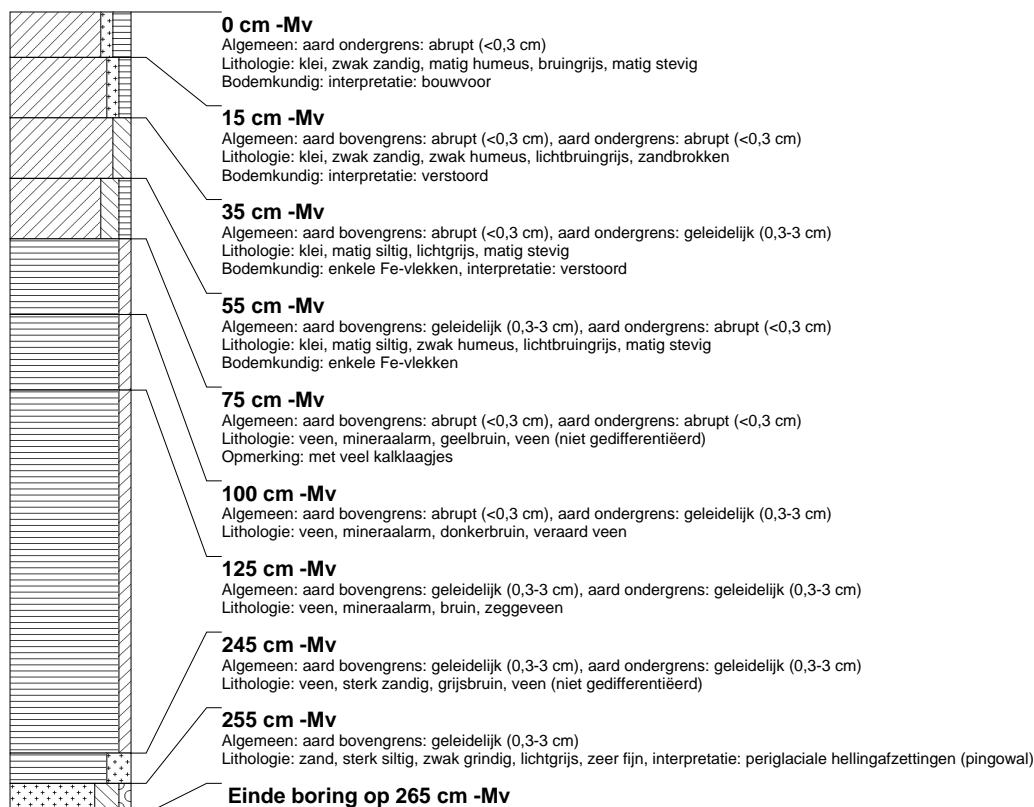 0 cm -Mv
Algemeen: aard ondergrens: abrupt (<0,3 cm)
Lithologie: klei, zwak zandig, matig humeus, bruingrijs, matig stevig
Bodemkundig: interpretatie: bouwvoor
15 cm -Mv
Algemeen: aard bovengrens: abrupt (<0,3 cm), aard ondergrens: abrupt (<0,3 cm)
Lithologie: klei, zwak zandig, zwak humeus, lichtbruingrijs, zandbrokken
Bodemkundig: interpretatie: verstoord
35 cm -Mv
Algemeen: aard bovengrens: abrupt (<0,3 cm), aard ondergrens: geleidelijk (0,3-3 cm)
Lithologie: klei, matig siltig, lichtgrijs, matig stevig
Bodemkundig: enkele Fe-vlekken, interpretatie: verstoord
55 cm -Mv
Algemeen: aard bovengrens: geleidelijk (0,3-3 cm), aard ondergrens: abrupt (<0,3 cm)
Lithologie: klei, matig siltig, zwak humeus, lichtbruingrijs, matig stevig
Bodemkundig: enkele Fe-vlekken
75 cm -Mv
Algemeen: aard bovengrens: abrupt (<0,3 cm), aard ondergrens: abrupt (<0,3 cm)
Lithologie: veen, mineraalarm, geelbruin, veen (niet gedifferentiëerd)
Opmerking: met veel kalklaagjes
100 cm -Mv
Algemeen: aard bovengrens: abrupt (<0,3 cm), aard ondergrens: geleidelijk (0,3-3 cm)
Lithologie: veen, mineraalarm, donkerbruin, veraard veen
125 cm -Mv
Algemeen: aard bovengrens: geleidelijk (0,3-3 cm), aard ondergrens: geleidelijk (0,3-3 cm)
Lithologie: veen, mineraalarm, bruin, zeggeveen
245 cm -Mv
Algemeen: aard bovengrens: geleidelijk (0,3-3 cm), aard ondergrens: geleidelijk (0,3-3 cm)
Lithologie: veen, sterk zandig, grijsbruin, veen (niet gedifferentiëerd)
255 cm -Mv
Algemeen: aard bovengrens: geleidelijk (0,3-3 cm)
Lithologie: zand, sterk siltig, zwak grindig, lichtgrijs, zeer fijn, interpretatie: periglaciale hellingafzettingen (pingowal)
Einde boring op 265 cm -Mv